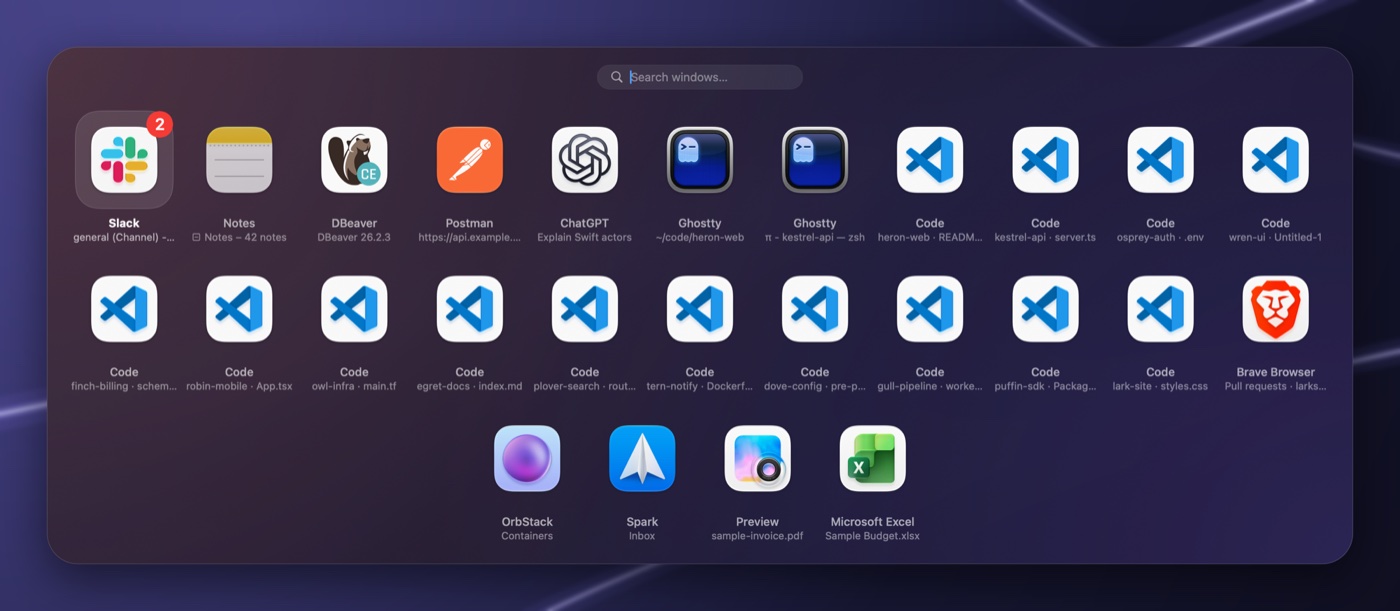 Search windows...
2
Slack
general (Channel) -...
Notes
Notes – 42 notes
CE
DBeaver
DBeaver 26.2.3
Postman
https://api.example....
ChatGPT
Explain Swift actors
>-
Ghostty
~/code/heron-web
>-
Ghostty
π - kestrel-api — zsh
Code
heron-web · READM...
Code
kestrel-api · server.ts
Code
osprey-auth · .env
Code
wren-ui · Untitled-1
Code
finch-billing · schem...
Code
robin-mobile · App.tsx
Code
owl-infra · main.tf
Code
egret-docs · index.md
Code
plover-search · rout...
Code
tern-notify · Dockerf...
Code
dove-config · pre-p...
Code
gull-pipeline · worke...
Code
puffin-sdk · Packag...
Code
lark-site · styles.css
Brave Browser
Pull requests · larks...
OrbStack
Containers
Spark
Inbox
Preview
sample-invoice.pdf
X
Microsoft Excel
Sample Budget.xlsx